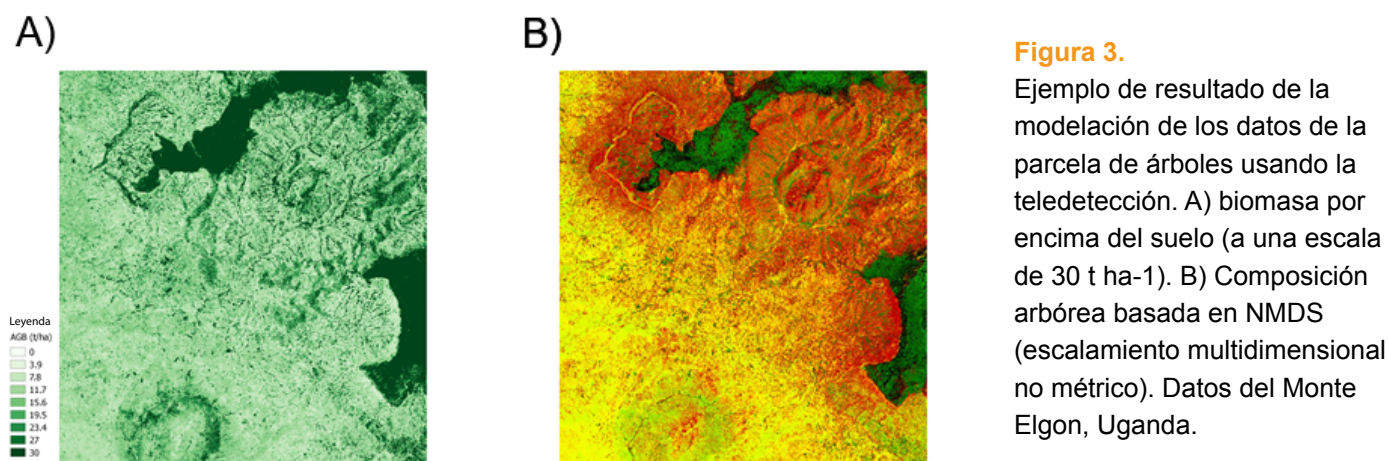 A)
B)
Leyenda
AGB (t/ha)
0
3.9
7.8
11.7
15.6
19.5
23.4
27
30
Figura 3.
Ejemplo de resultado de la
modelación de los datos de la
parcela de árboles usando la
teledetección. A) biomasa por
encima del suelo (a una escala
de 30 t ha-1). B) Composición
arbórea basada en NMDS
(escalamiento multidimensional
no métrico). Datos del Monte
Elgon, Uganda.